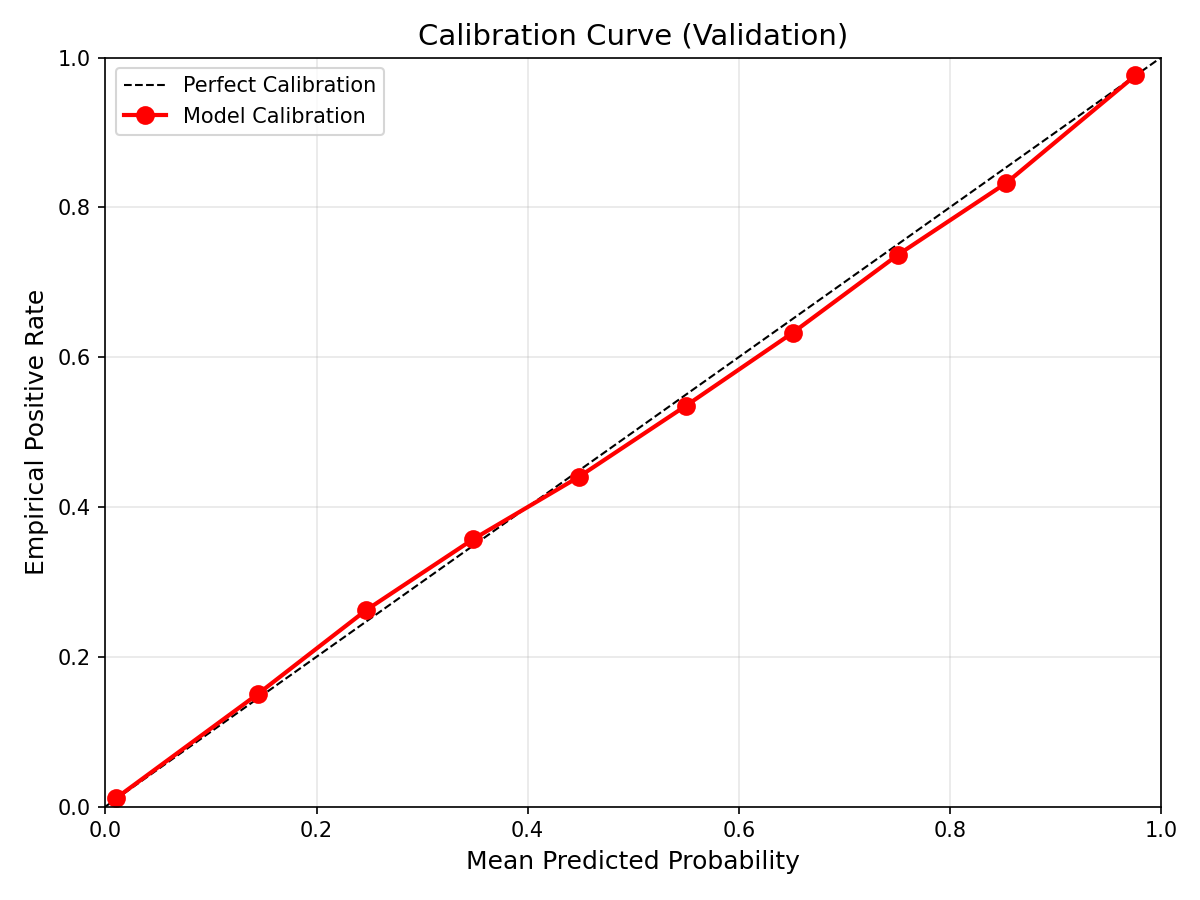 Calibration Curve (Validation)
Perfect Calibration
Model Calibration
Empirical Positive Rate
1.0
0.8
0.6
0.4
0.2
0.0
0.0 0.2 0.4 0.6 0.8 1.0
Mean Predicted Probability